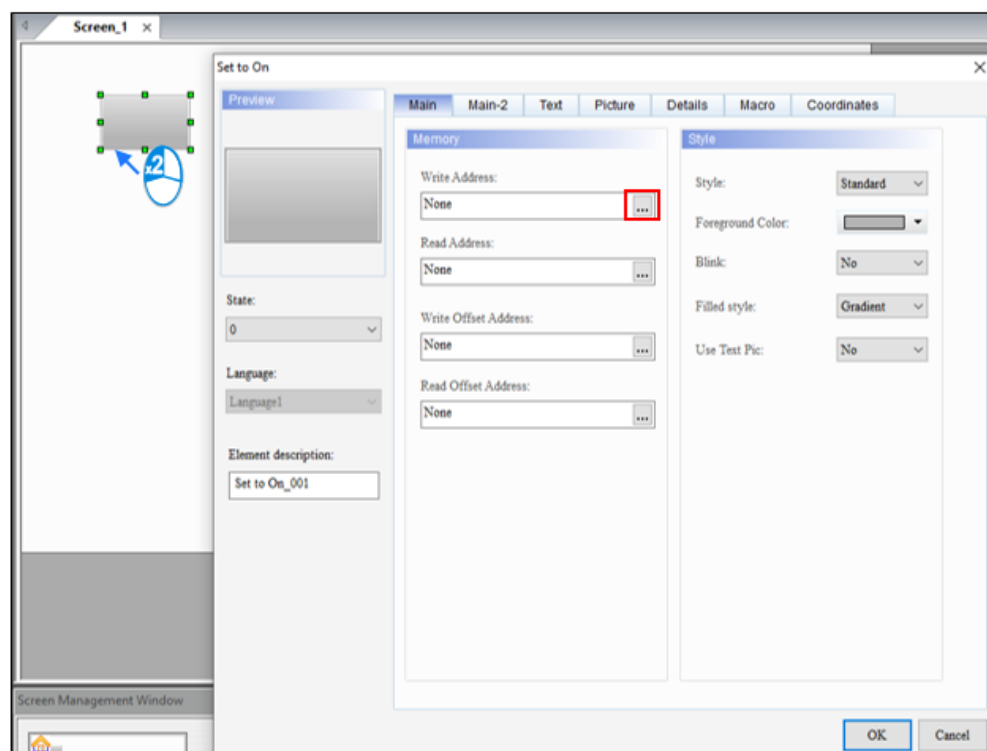 Screen_1 ×
Set to On
Preview
Main Main-2 Text Picture Details Macro Coordinates
Memory
Style
x2
Write Address:
None
...
Style:
Standard
Foreground Color:
Read Address:
None
...
Blink:
No
Write Offset Address:
None
...
Filled style:
Gradient
Use Text Pic:
No
Read Offset Address:
None
...
State:
0
Language:
Language1
Element description:
Set to On_001
Screen Management Window
OK Cancel